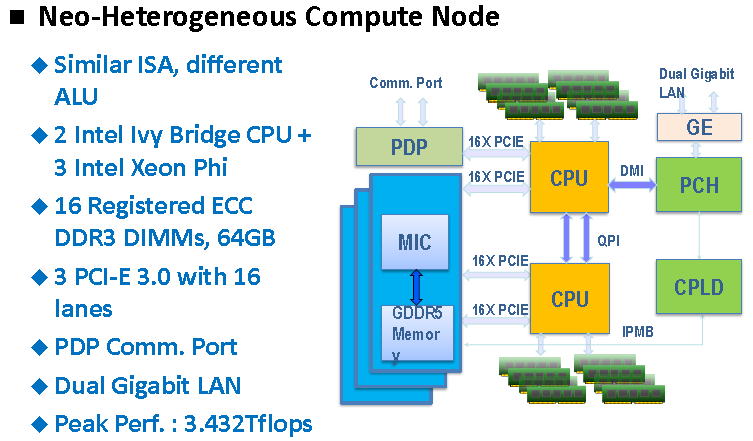 Neo-Heterogeneous Compute Node
Similar ISA, different
ALU
2 Intel Ivy Bridge CPU +
3 Intel Xeon Phi
16 Registered ECC
DDR3 DIMMs, 64GB
3 PCI-E 3.0 with 16
lanes
PDP Comm. Port
Dual Gigabit LAN
Peak Perf. : 3.432Tflops
Comm. Port
Dual Gigabit
LAN
PDP
16X PCIE
GE
16X PCIE
CPU
DMI
PCH
MIC
QPI
16X PCIE
CPU
CPLD
GDDR5
Memor
y
16X PCIE
IPMB